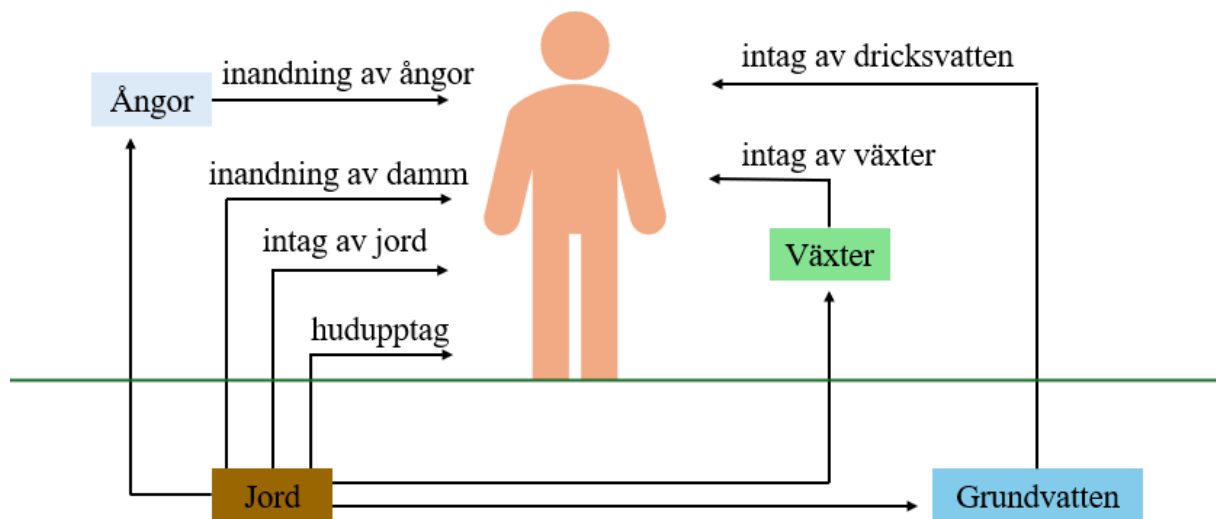 intag av dricksvatten
inandning av ångor
Ångor
intag av växter
inandning av damm
intag av jord
Växter
hudupptag
Jord
Grundvatten